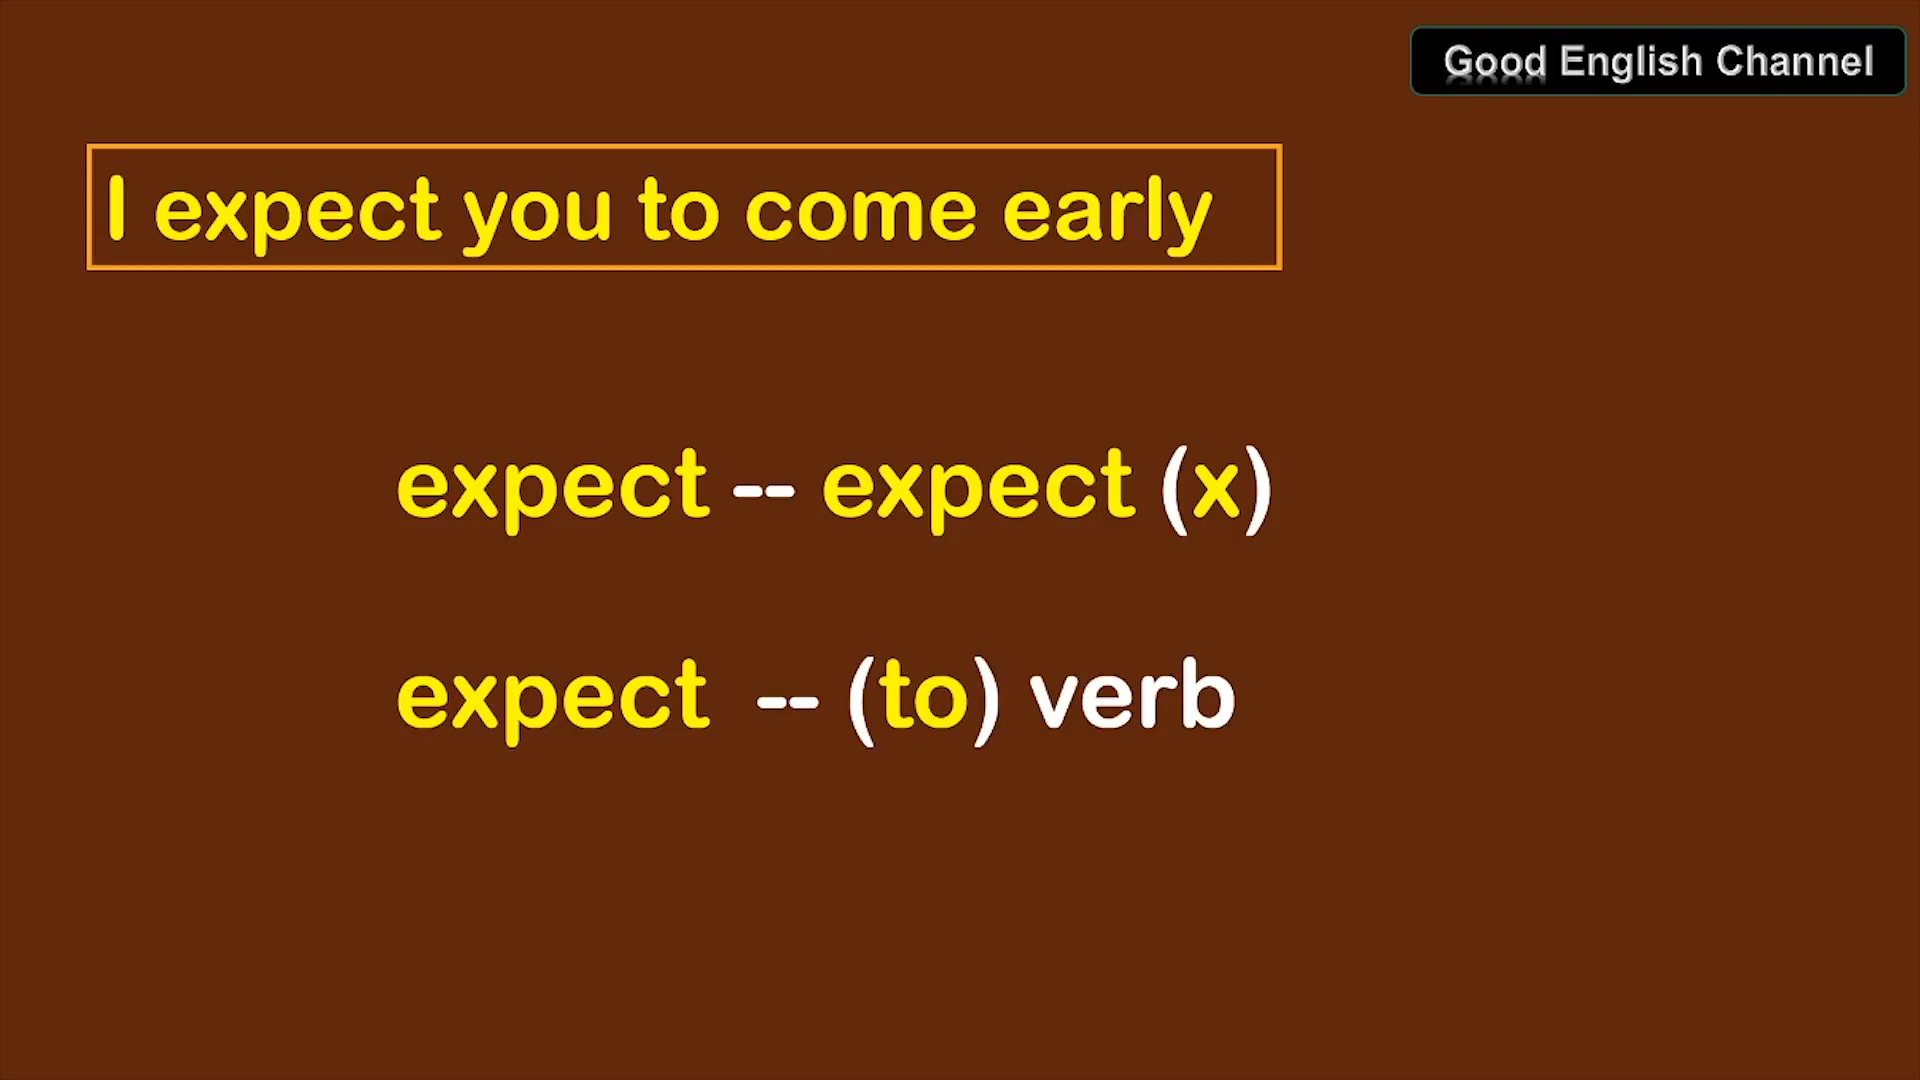 Good English Channel
I expect you to come early
expect -- expect (x)
expect -- (to) verb